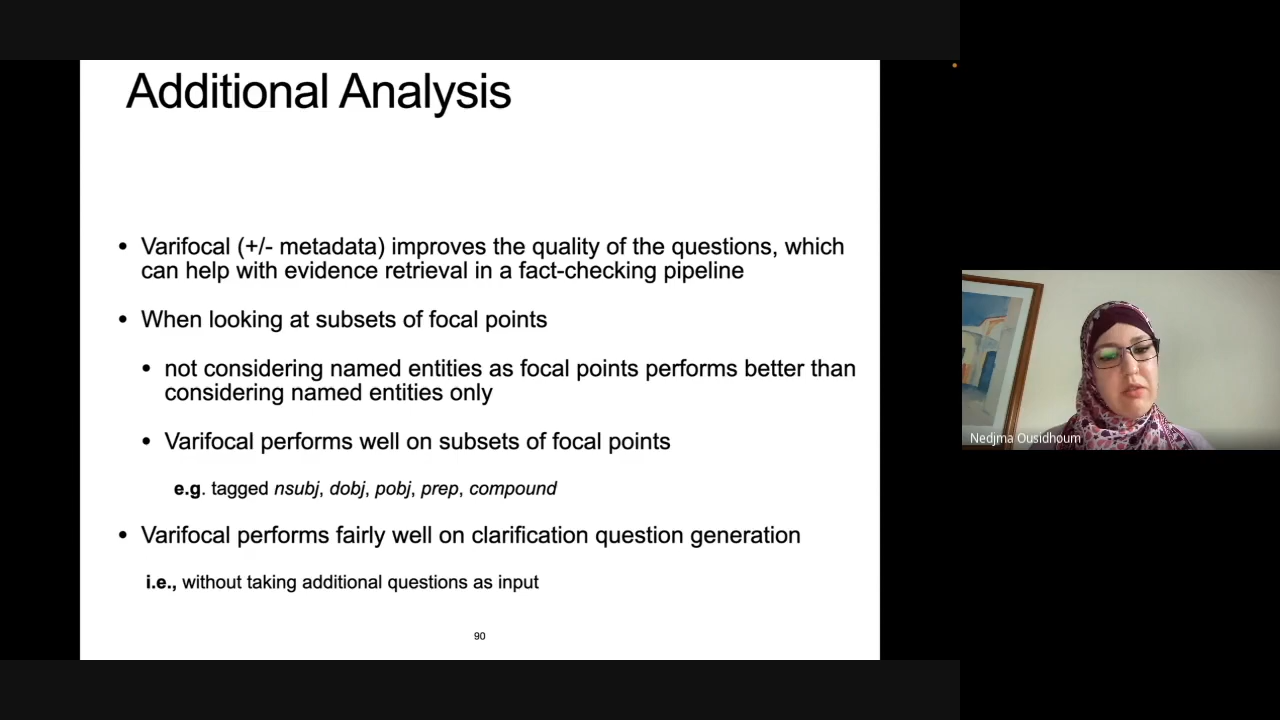 Additional Analysis
• Varifocal (+/- metadata) improves the quality of the questions, which
can help with evidence retrieval in a fact-checking pipeline
• When looking at subsets of focal points
• not considering named entities as focal points performs better than
considering named entities only
• Varifocal performs well on subsets of focal points
e.g. tagged nsubj, dobj, pobj, prep, compound
• Varifocal performs fairly well on clarification question generation
i.e., without taking additional questions as input
90
Nedjma Ousidhoum